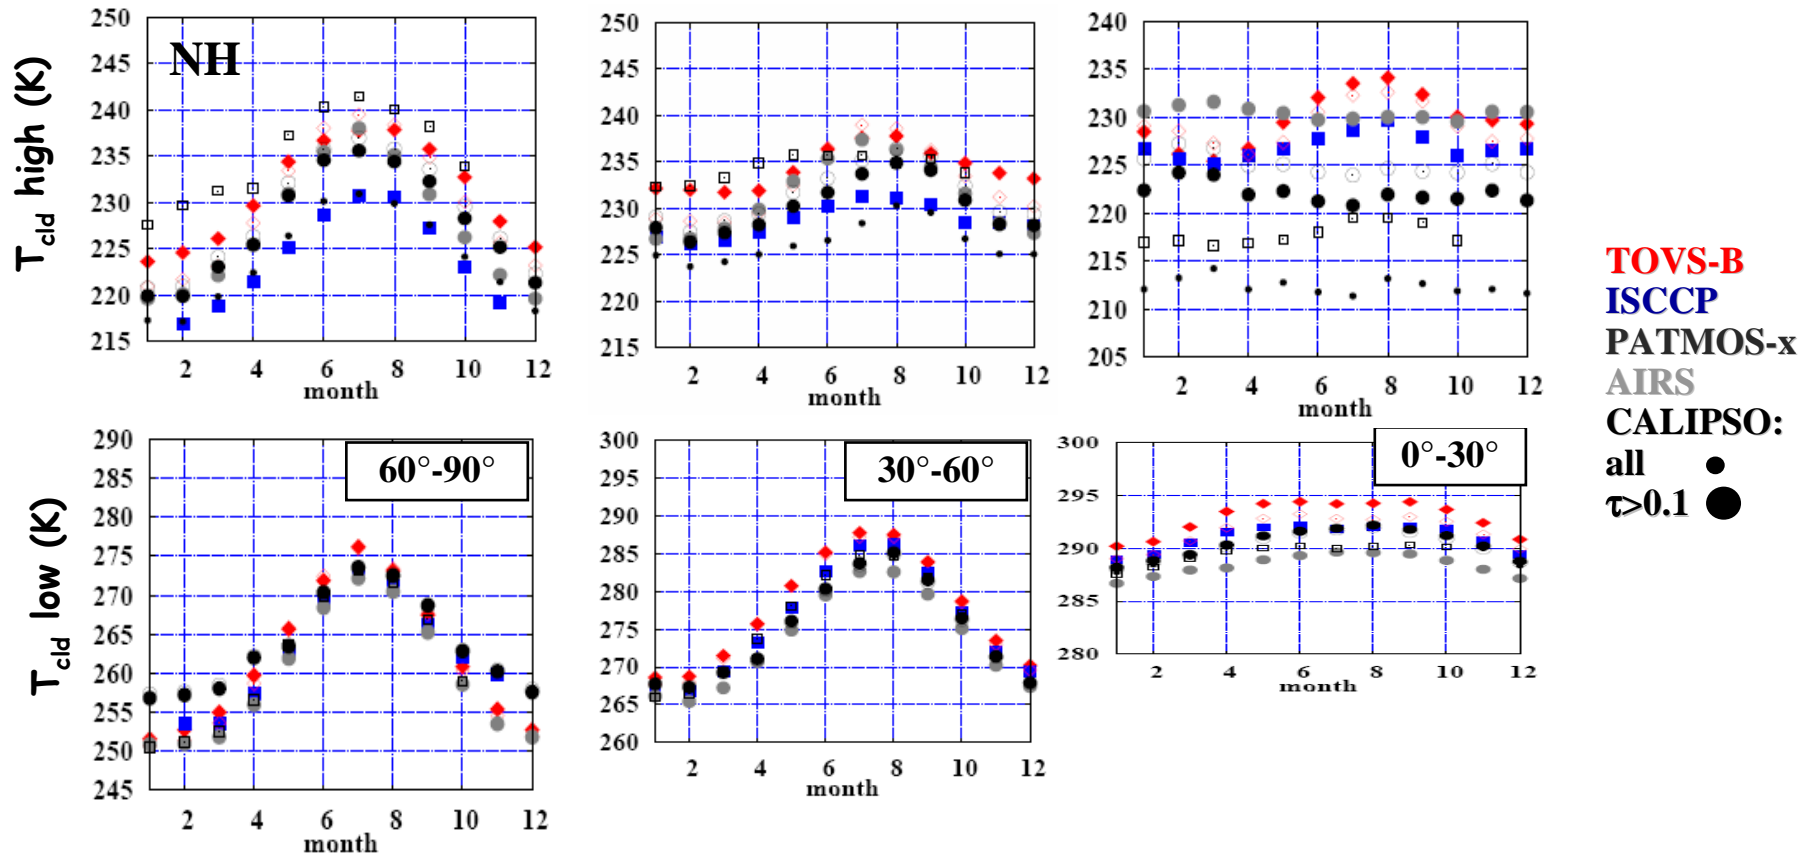 NH
T cld high (K)
250
245
240
235
230
225
220
215
2 4 6 8 10 12
month
250
245
240
235
230
225
220
215
2 4 6 8 10 12
month
240
235
230
225
220
215
210
205
2 4 6 8 10 12
month
TOVS-B
ISCCP
PATMOS-x
AIRS
CALIPSO:
all
τ>0.1
T cld low (K)
60°-90°
290
285
280
275
270
265
260
255
250
245
2 4 6 8 10 12
month
30°-60°
300
295
290
285
280
275
270
265
260
2 4 6 8 10 12
month
0°-30°
300
295
290
285
280
2 4 6 8 10 12
month